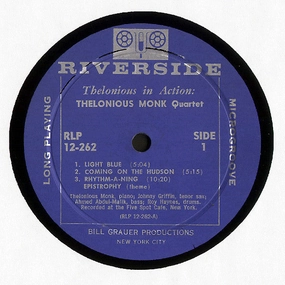 RIVERSIDE
Thelonious in Action:
THELONIOUS MONK Quartet
LONG PLAYING
MICROGROOVE
RLP
12-262
SIDE
1
1. LIGHT BLUE (5:04)
2. COMING ON THE HUDSON (5:15)
3. RHYTHM-A-NING (10:20)
EPISTROPHY (theme)
Thelonious Monk, piano; Johnny Griffin, tenor sax;
Ahmed Abdul-Malik, bass; Roy Haynes, drums.
Recorded at the Five Spot Cafe, New York.
(RLP 12-262-A)
BILL GRAUER PRODUCTIONS
NEW YORK CITY